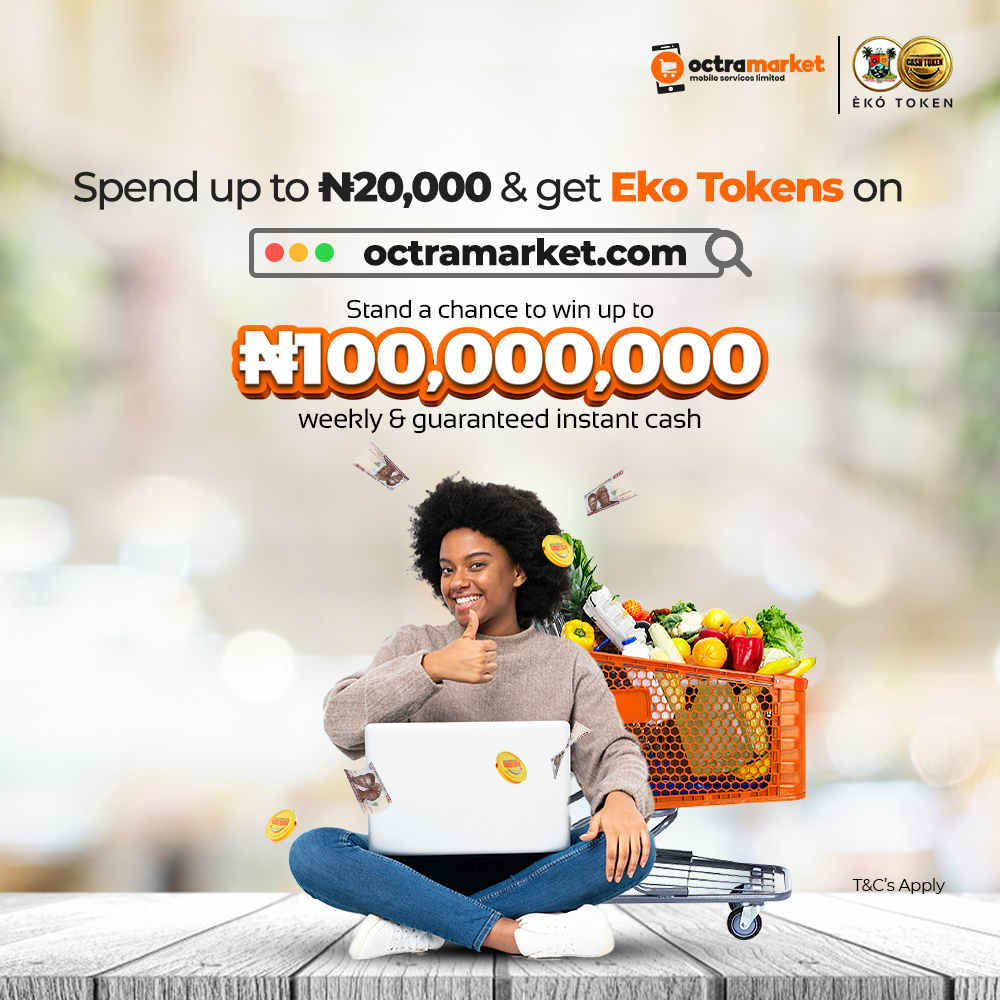 octramarket
mobile services limited
CASH TOKEN
ÈKÓ TOKEN
Spend up to ₦20,000 & get Eko Tokens on
octramarket.com
Stand a chance to win up to
₦100,000,000
weekly & guaranteed instant cash
T&C's Apply